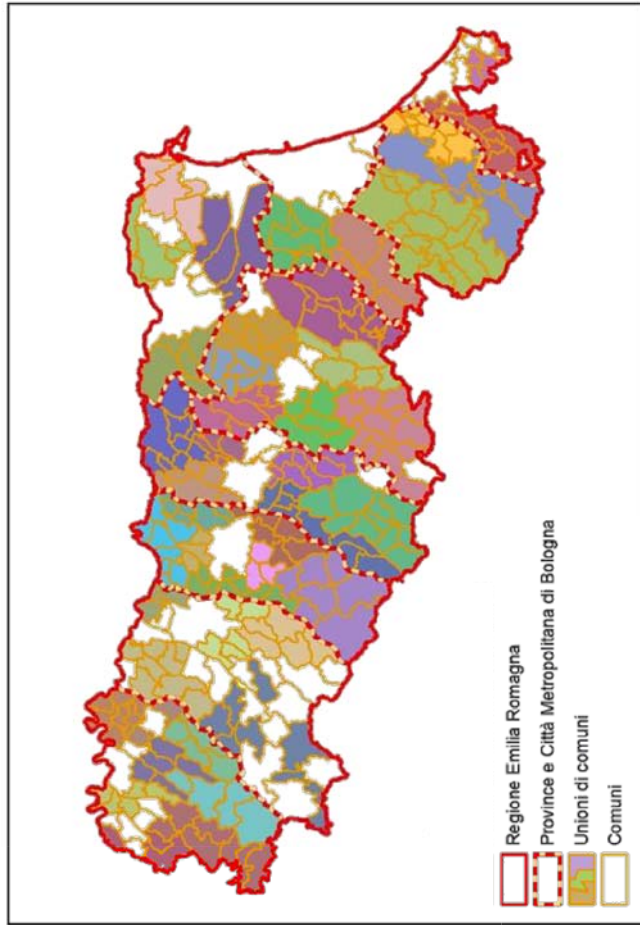 Regione Emilia Romagna
Province e Città Metropolitana di Bologna
Unioni di comuni
Comuni